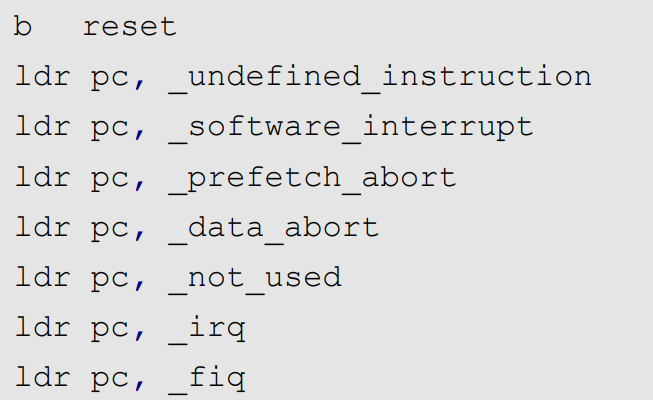 b reset
ldr pc, _undefined_instruction
ldr pc, _software_interrupt
ldr pc, _prefetch_abort
ldr pc, _data_abort
ldr pc, _not_used
ldr pc, _irq
ldr pc, _fiq